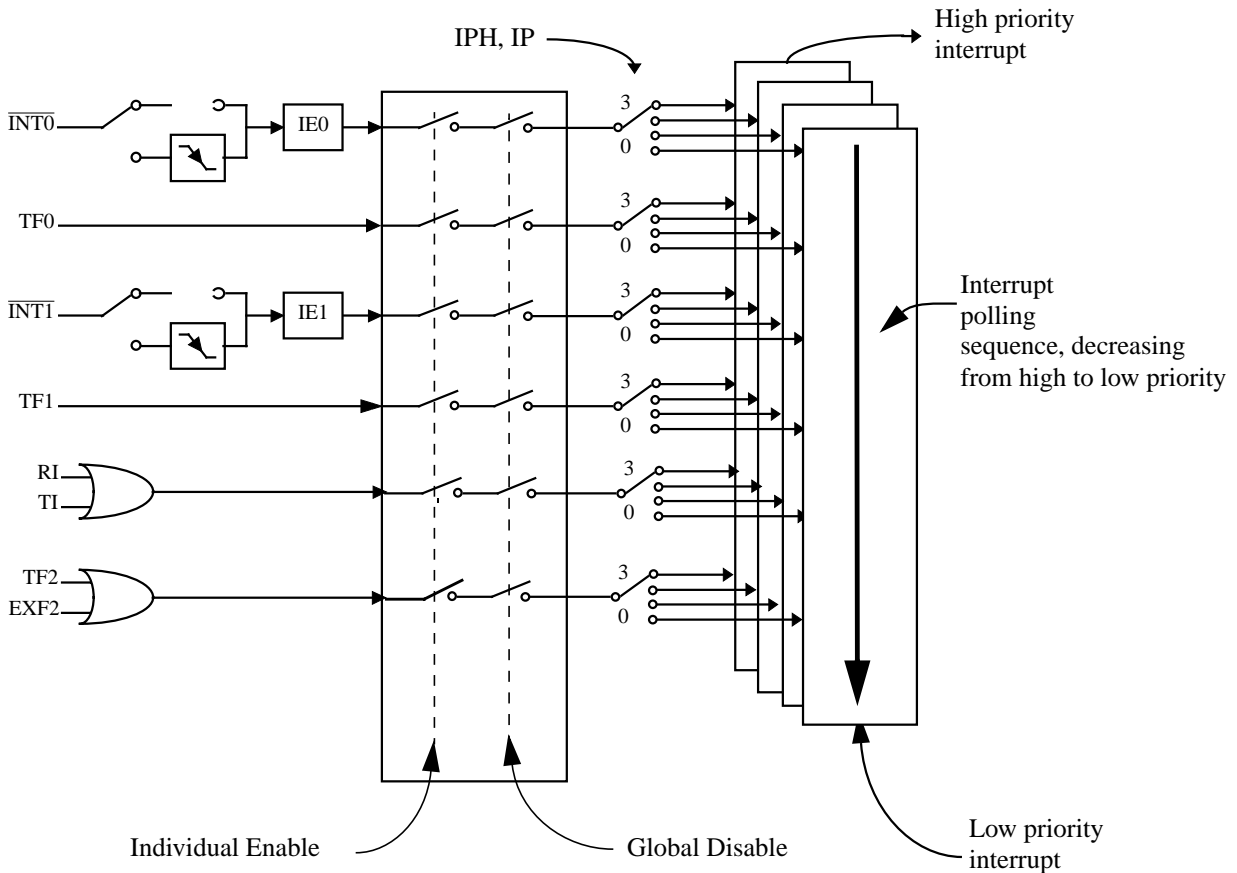 High priority
interrupt
IPH, IP
INT0
IE0
3
0
TF0
3
0
INT1
IE1
3
0
Interrupt
polling
sequence, decreasing
from high to low priority
TF1
3
0
RI
TI
3
0
TF2
EXF2
3
0
Individual Enable
Global Disable
Low priority
interrupt